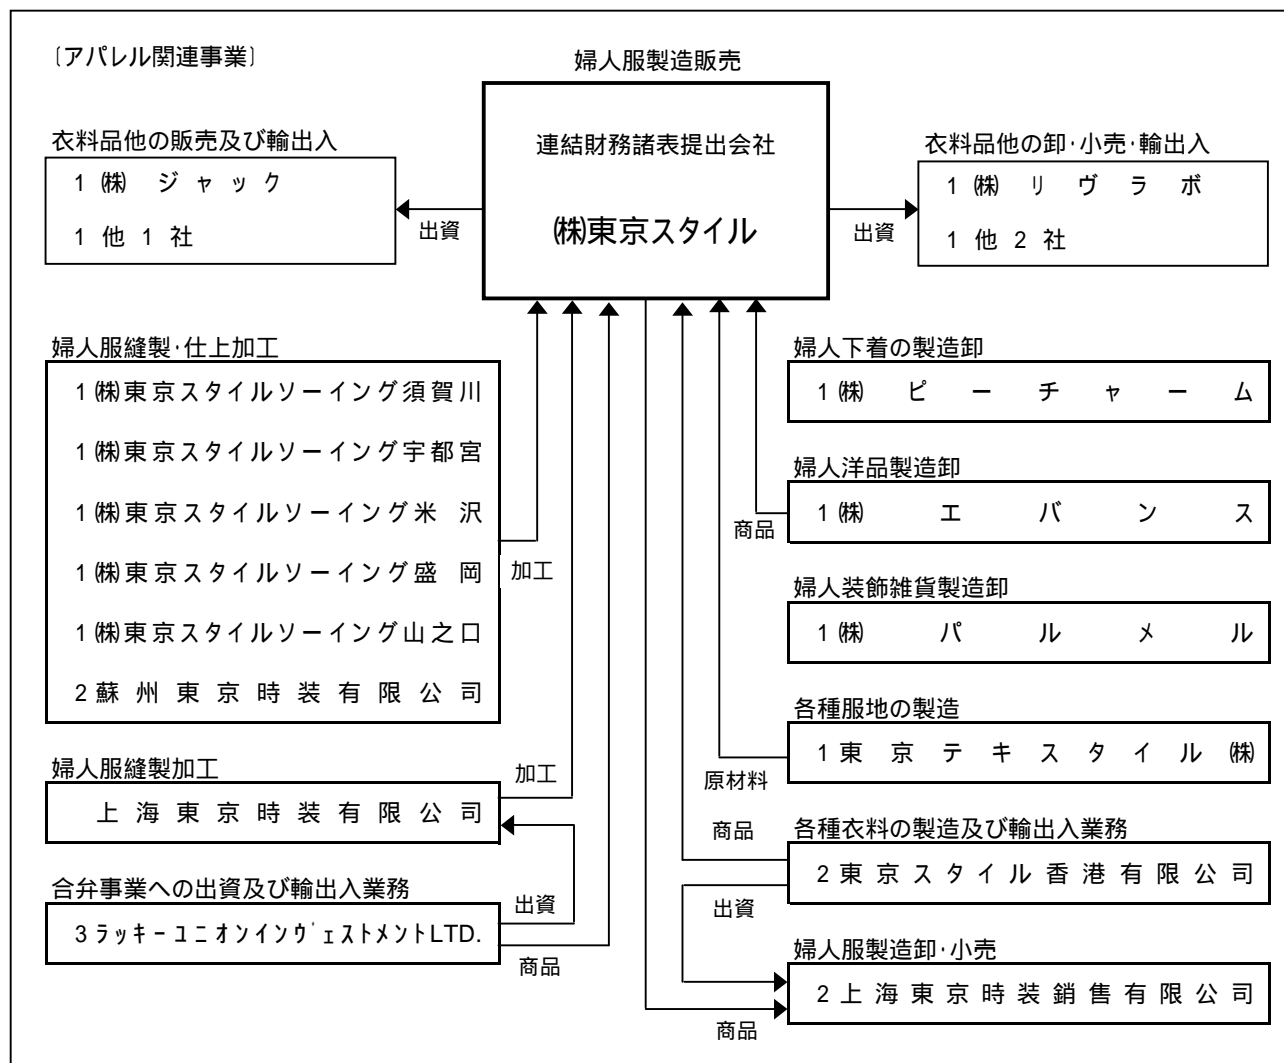 〔アパレル関連事業〕
婦人服製造販売
連結財務諸表提出会社
㈱東京スタイル
衣料品他の販売及び輸出入
1 ㈱ ジャック
1 他1社
出資
衣料品他の卸・小売・輸出入
1 ㈱リヴラボ
1 他2社
出資
婦人服縫製・仕上加工
1 ㈱東京スタイルソーイング須賀川
1 ㈱東京スタイルソーイング宇都宮
1 ㈱東京スタイルソーイング米沢
1 ㈱東京スタイルソーイング盛岡
1 ㈱東京スタイルソーイング山之口
2 蘇州東京時装有限公司
加工
婦人服縫製加工
上海東京時装有限公司
加工
合弁事業への出資及び輸出入業務
3 ラッキーユニオンインヴェストメントLTD.
出資
商品
婦人下着の製造卸
1 ㈱ピーチャーム
婦人洋品製造卸
1 ㈱エバンス
商品
婦人装飾雑貨製造卸
1 ㈱パルメル
各種服地の製造
1 東京テキスタイル㈱
原材料
商品
各種衣料の製造及び輸出入業務
2 東京スタイル香港有限公司
出資
婦人服製造卸・小売
2 上海東京時装銷售有限公司
商品